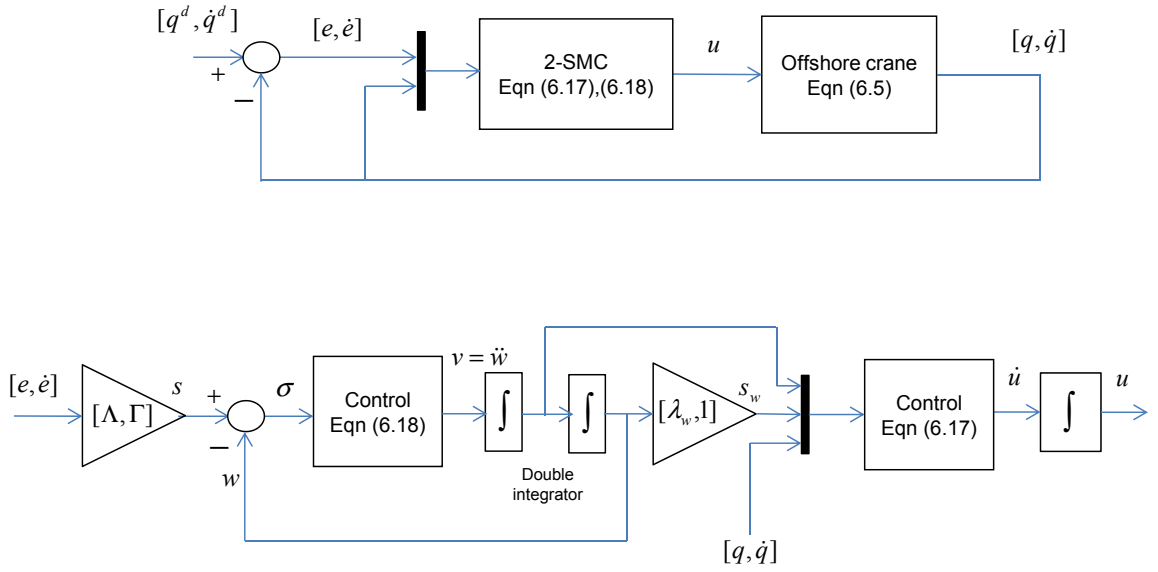 [q^d, q̇^d]
[e, ė]
+
−
2-SMC
Eqn (6.17),(6.18)
u
Offshore crane
Eqn (6.5)
[q, q̇]
[e, ė]
[Λ, Γ]
s
+
−
w
σ
Control
Eqn (6.18)
v = ẅ
∫
∫
Double
integrator
[λ_w,1]
s_w
[q, q̇]
Control
Eqn (6.17)
u̇
∫
u